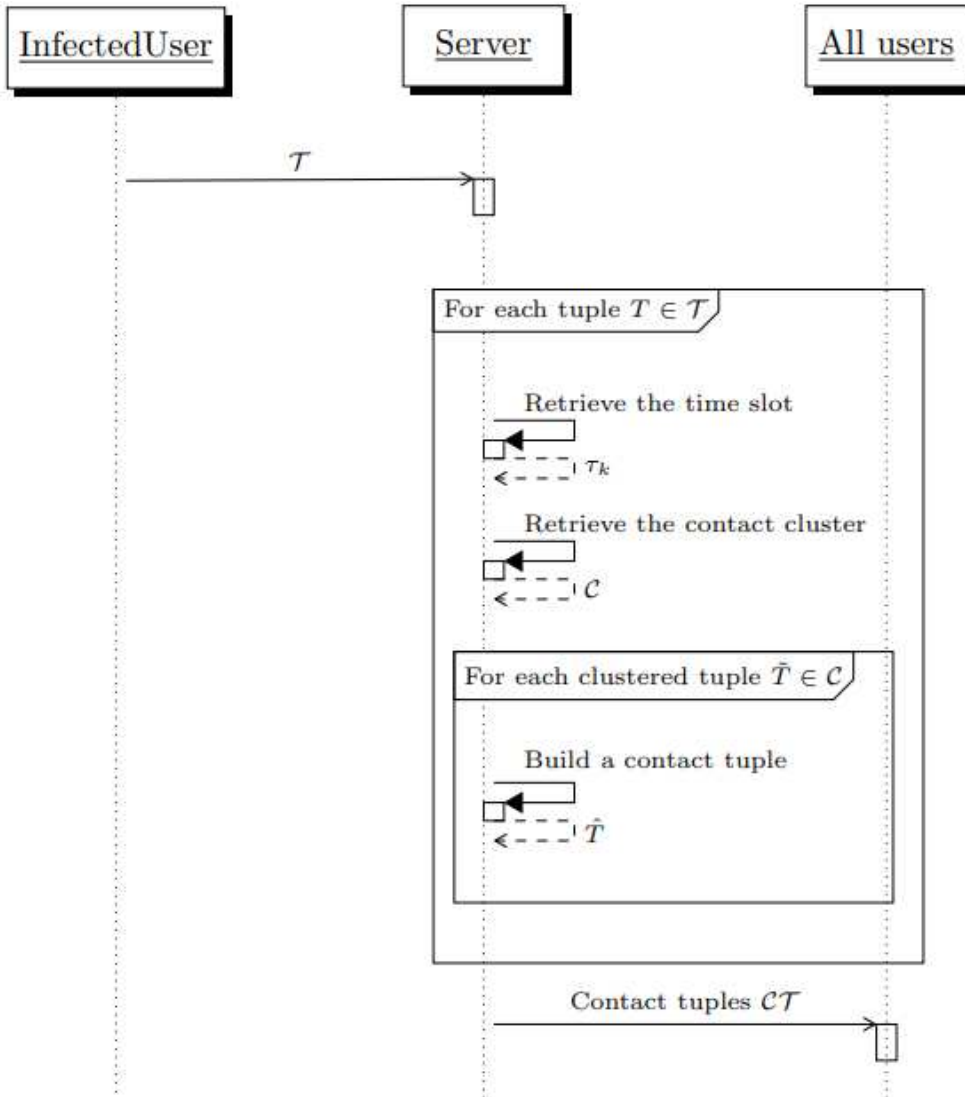 InfectedUser
Server
All users
𝒯
For each tuple T ∈ 𝒯
Retrieve the time slot
τₖ
Retrieve the contact cluster
𝒞
For each clustered tuple T̃ ∈ 𝒞
Build a contact tuple
T̂
Contact tuples 𝒞𝒯